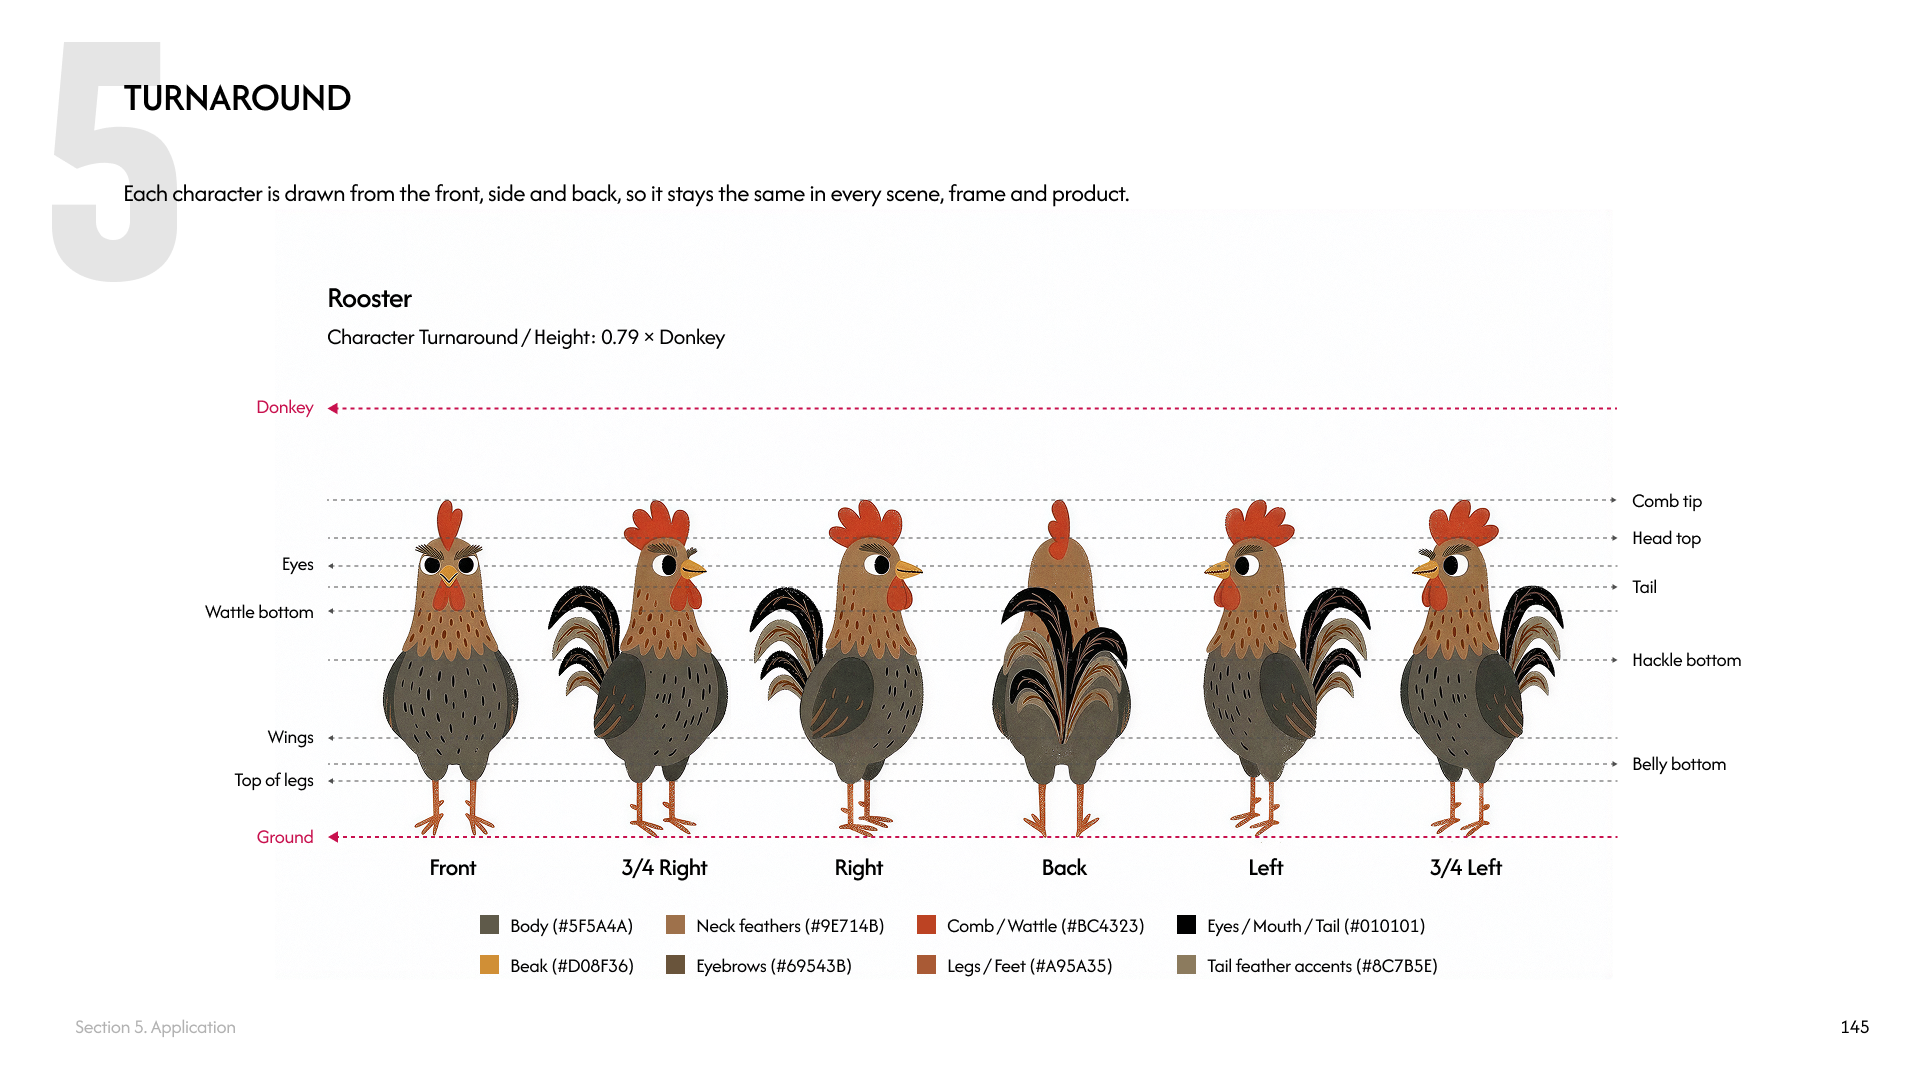 5
TURNAROUND
Each character is drawn from the front, side and back, so it stays the same in every scene, frame and product.
Rooster
Character Turnaround / Height: 0.79 × Donkey
Donkey
Comb tip
Head top
Eyes
Tail
Wattle bottom
Hackle bottom
Wings
Belly bottom
Top of legs
Ground
Front 3/4 Right Right Back Left 3/4 Left
Body (#5F5A4A) Neck feathers (#9E714B) Comb / Wattle (#BC4323) Eyes / Mouth / Tail (#010101)
Beak (#D08F36) Eyebrows (#69543B) Legs / Feet (#A95A35) Tail feather accents (#8C7B5E)
Section 5. Application 145